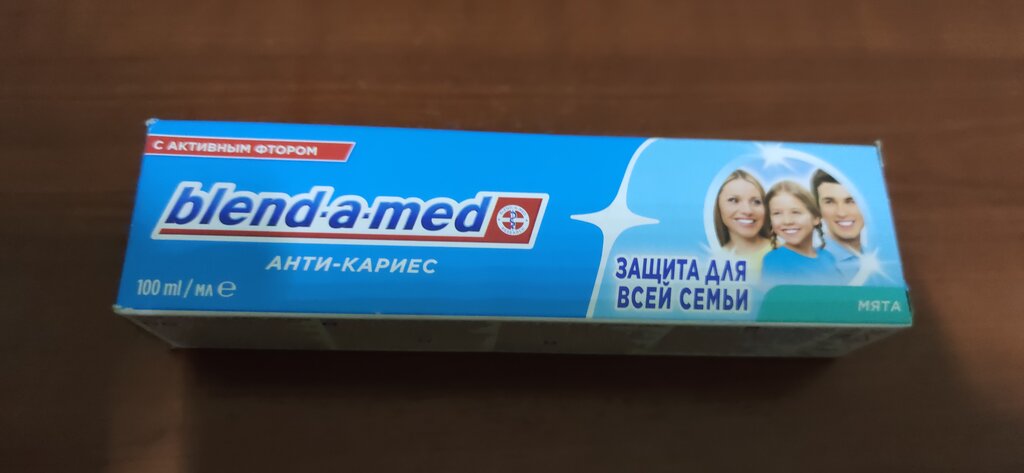 С АКТИВНЫМ ФТОРОМ
blend-a-med
АНТИ-КАРИЕС
100 ml / мл e
ЗАЩИТА ДЛЯ
ВСЕЙ СЕМЬИ
МЯТА